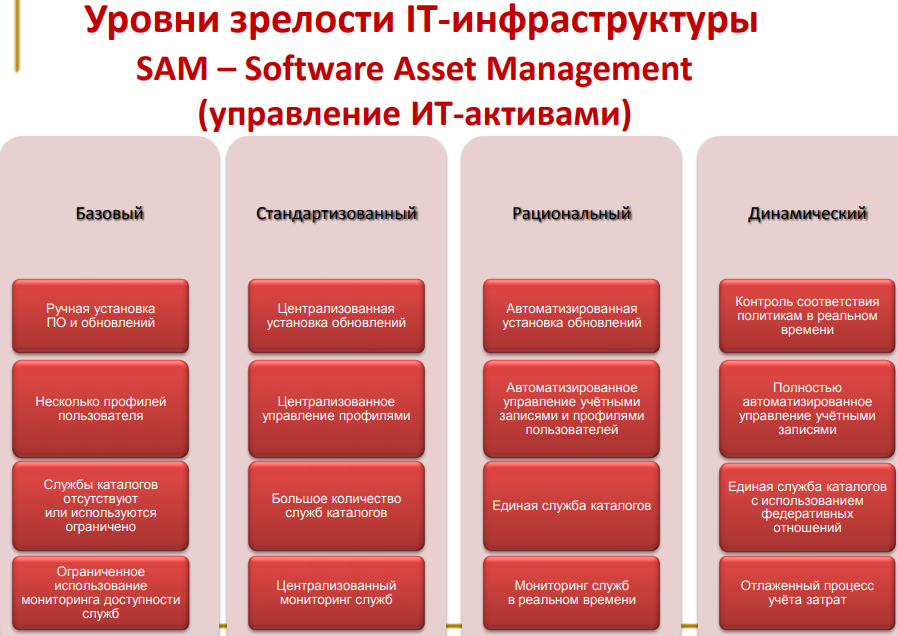 Уровни зрелости IT-инфраструктуры
SAM – Software Asset Management
(управление ИТ-активами)
Базовый
Ручная установка
ПО и обновлений
Несколько профилей
пользователя
Службы каталогов
отсутствуют
или используются
ограничено
Ограниченное
использование
мониторинга доступности
служб
Стандартизованный
Централизованная
установка обновлений
Централизованное
управление профилями
Большое количество
служб каталогов
Централизованный
мониторинг служб
Рациональный
Автоматизированная
установка обновлений
Автоматизированное
управление учётными
записями и профилями
пользователей
Единая служба каталогов
Мониторинг служб
в реальном времени
Динамический
Контроль соответствия
политикам в реальном
времени
Полностью
автоматизированное
управление учётными
записями
Единая служба каталогов
с использованием
федеративных
отношений
Отлаженный процесс
учёта затрат